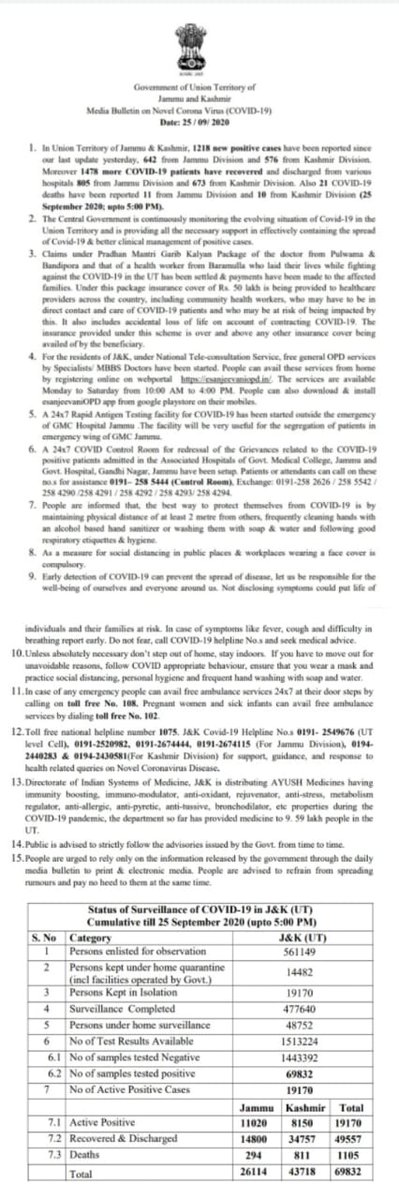 Government of Union Territory of
Jammu and Kashmir
Media Bulletin on Novel Corona Virus (COVID-19)
Date: 25 / 09/ 2020
1. In Union Territory of Jammu & Kashmir, 1218 new positive cases have been reported since
our last update yesterday, 642 from Jammu Division and 576 from Kashmir Division.
Moreover 1478 more COVID-19 patients have recovered and discharged from various
hospitals 805 from Jammu Division and 673 from Kashmir Division. Also 21 COVID-19
deaths have been reported 11 from Jammu Division and 10 from Kashmir Division (25
September 2020; upto 5:00 PM).
2. The Central Government is continuously monitoring the evolving situation of Covid-19 in the
Union Territory and is providing all the necessary support in effectively containing the spread
of Covid-19 & better clinical management of positive cases.
3. Claims under Pradhan Mantri Garib Kalyan Package of the doctor from Pulwama &
Bandipora and that of a health worker from Baramulla who laid their lives while fighting
against the COVID-19 in the UT has been settled & payments have been made to the affected
families. Under this package insurance cover of Rs. 50 lakh is being provided to healthcare
providers across the country, including community health workers, who may have to be in
direct contact and care of COVID-19 patients and who may be at risk of being impacted by
this. It also includes accidental loss of life on account of contracting COVID-19. The
insurance provided under this scheme is over and above any other insurance cover being
availed of by the beneficiary.
4. For the residents of J&K, under National Tele-consultation Service, free general OPD services
by Specialists/ MBBS Doctors have been started. People can avail these services from home
by registering online on webportal https://esanjeevaniopd.in/. The services are available
Monday to Saturday from 10:00 AM to 4:00 PM. People can also download & install
esanjeevaniOPD app from google playstore on their mobiles.
5. A 24x7 Rapid Antigen Testing facility for COVID-19 has been started outside the emergency
of GMC Hospital Jammu .The facility will be very useful for the segregation of patients in
emergency wing of GMC Jammu.
6. A 24x7 COVID Control Room for redressal of the Grievances related to the COVID-19
positive patients admitted in the Associated Hospitals of Govt. Medical College, Jammu and
Govt. Hospital, Gandhi Nagar, Jammu have been setup. Patients or attendants can call on these
no.s for assistance 0191– 258 5444 (Control Room), Exchange: 0191-258 2626 / 258 5542 /
258 4290 /258 4291 / 258 4292 / 258 4293/ 258 4294.
7. People are informed that, the best way to protect themselves from COVID-19 is by
maintaining physical distance of at least 2 metre from others, frequently cleaning hands with
an alcohol based hand sanitizer or washing them with soap & water and following good
respiratory etiquettes & hygiene.
8. As a measure for social distancing in public places & workplaces wearing a face cover is
compulsory.
9. Early detection of COVID-19 can prevent the spread of disease, let us be responsible for the
well-being of ourselves and everyone around us. Not disclosing symptoms could put life of
individuals and their families at risk. In case of symptoms like fever, cough and difficulty in
breathing report early. Do not fear, call COVID-19 helpline No.s and seek medical advice.
10. Unless absolutely necessary don't step out of home, stay indoors. If you have to move out for
unavoidable reasons, follow COVID appropriate behaviour, ensure that you wear a mask and
practice social distancing, personal hygiene and frequent hand washing with soap and water.
11. In case of any emergency people can avail free ambulance services 24x7 at their door steps by
calling on toll free No. 108. Pregnant women and sick infants can avail free ambulance
services by dialing toll free No. 102.
12. Toll free national helpline number 1075. J&K Covid-19 Helpline No.s 0191- 2549676 (UT
level Cell), 0191-2520982, 0191-2674444, 0191-2674115 (For Jammu Division), 0194-
2440283 & 0194-2430581(For Kashmir Division) for support, guidance, and response to
health related queries on Novel Coronavirus Disease.
13. Directorate of Indian Systems of Medicine, J&K is distributing AYUSH Medicines having
immunity boosting, immuno-modulator, anti-oxidant, rejuvenator, anti-stress, metabolism
regulator, anti-allergic, anti-pyretic, anti-tussive, bronchodilator, etc properties during the
COVID-19 pandemic, the department so far has provided medicine to 9. 59 lakh people in the
UT.
14. Public is advised to strictly follow the advisories issued by the Govt. from time to time.
15. People are urged to rely only on the information released by the government through the daily
media bulletin to print & electronic media. People are advised to refrain from spreading
rumours and pay no heed to them at the same time.
Status of Surveillance of COVID-19 in J&K (UT)
Cumulative till 25 September 2020 (upto 5:00 PM)
S. No Category J&K (UT)
1 Persons enlisted for observation 561149
2 Persons kept under home quarantine
(incl facilities operated by Govt.) 14482
3 Persons Kept in Isolation 19170
4 Surveillance Completed 477640
5 Persons under home surveillance 48752
6 No of Test Results Available 1513224
6.1 No of samples tested Negative 1443392
6.2 No of samples tested positive 69832
7 No of Active Positive Cases 19170
Jammu Kashmir Total
7.1 Active Positive 11020 8150 19170
7.2 Recovered & Discharged 14800 34757 49557
7.3 Deaths 294 811 1105
Total 26114 43718 69832